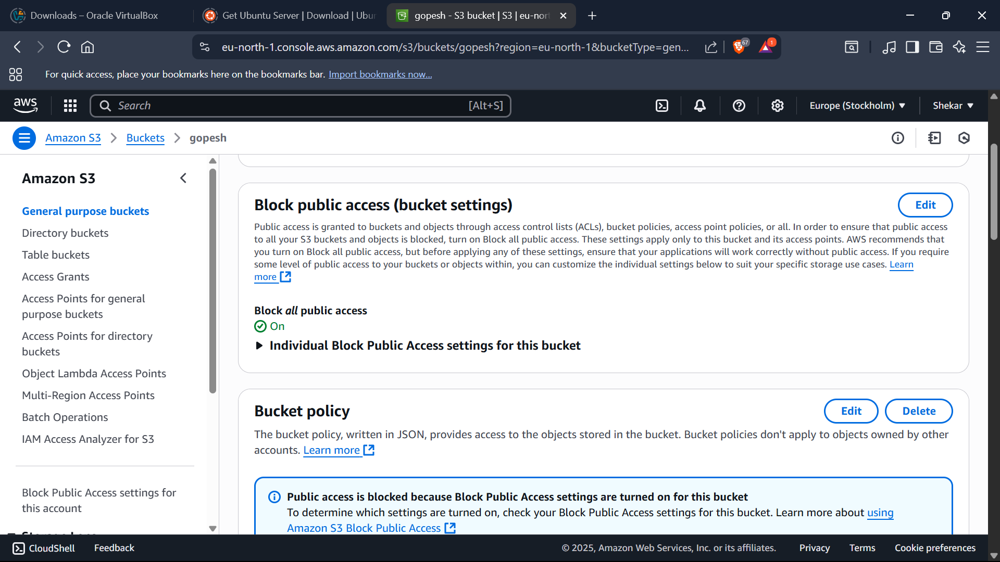 Downloads – Oracle VirtualBox
Get Ubuntu Server | Download | Ubur
gopesh - S3 bucket | S3 | eu-nort
eu-north-1.console.aws.amazon.com/s3/buckets/gopesh?region=eu-north-1&bucketType=gen...
67
1
For quick access, place your bookmarks here on the bookmarks bar. Import bookmarks now...
aws
Search
[Alt+S]
Europe (Stockholm)
Shekar
Amazon S3
Buckets
gopesh
Amazon S3
General purpose buckets
Directory buckets
Table buckets
Access Grants
Access Points for general
purpose buckets
Access Points for directory
buckets
Object Lambda Access Points
Multi-Region Access Points
Batch Operations
IAM Access Analyzer for S3
Block Public Access settings for
this account
Block public access (bucket settings)
Edit
Public access is granted to buckets and objects through access control lists (ACLs), bucket policies, access point policies, or all. In order to ensure that public access
to all your S3 buckets and objects is blocked, turn on Block all public access. These settings apply only to this bucket and its access points. AWS recommends that
you turn on Block all public access, but before applying any of these settings, ensure that your applications will work correctly without public access. If you require
some level of public access to your buckets or objects within, you can customize the individual settings below to suit your specific storage use cases. Learn
more
Block all public access
On
Individual Block Public Access settings for this bucket
Bucket policy
Edit
Delete
The bucket policy, written in JSON, provides access to the objects stored in the bucket. Bucket policies don't apply to objects owned by other
accounts. Learn more
Public access is blocked because Block Public Access settings are turned on for this bucket
To determine which settings are turned on, check your Block Public Access settings for this bucket. Learn more about using
Amazon S3 Block Public Access
CloudShell
Feedback
© 2025, Amazon Web Services, Inc. or its affiliates.
Privacy
Terms
Cookie preferences